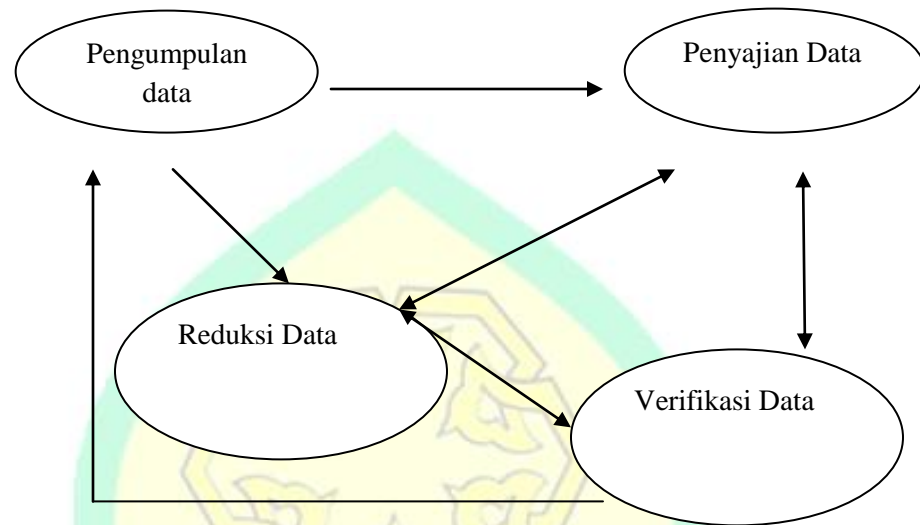 Pengumpulan
data
Penyajian Data
Reduksi Data
Verifikasi Data